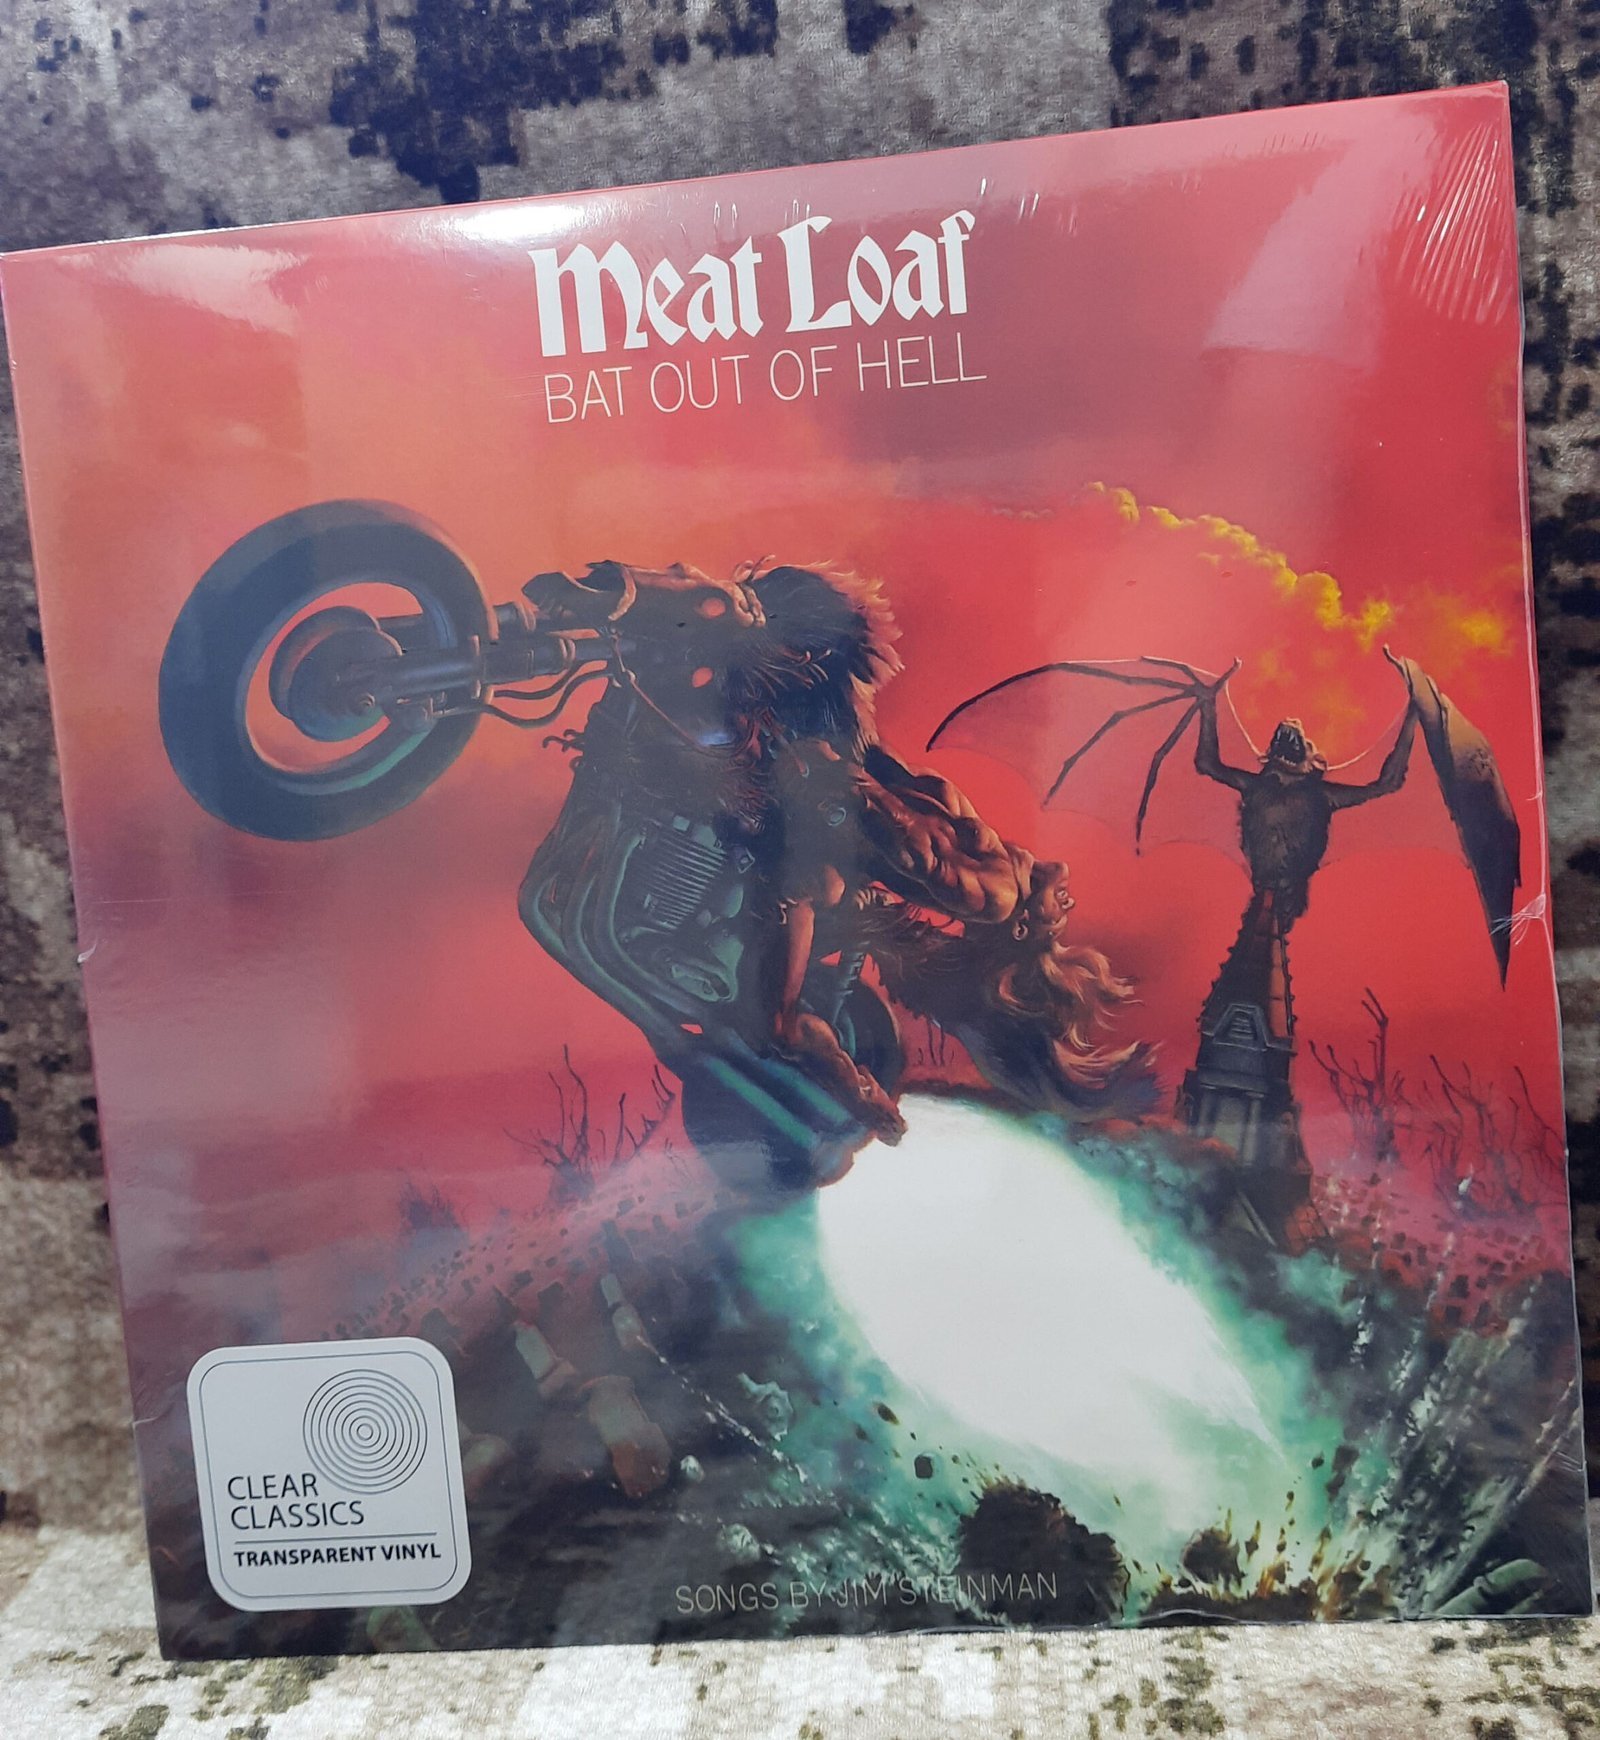 Meat Loaf
BAT OUT OF HELL
CLEAR
CLASSICS
TRANSPARENT VINYL
SONGS BY JIM STEINMAN